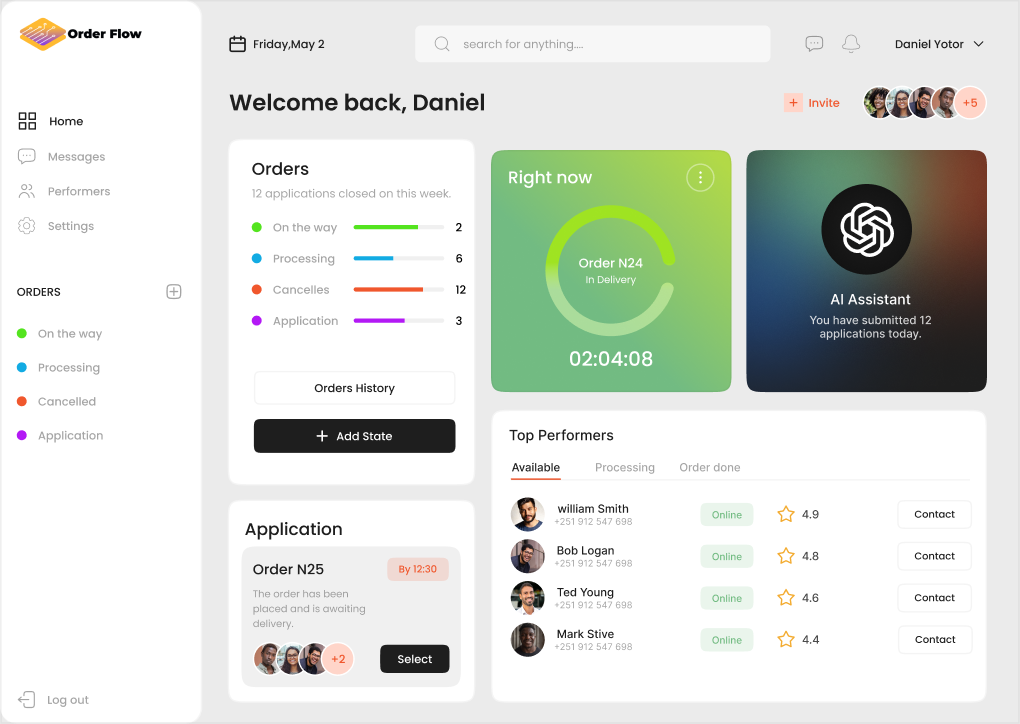 Order Flow
Friday,May 2
search for anything....
Daniel Yotor
Welcome back, Daniel
+ Invite
+5
Home
Messages
Performers
Settings
ORDERS
On the way
Processing
Cancelled
Application
Log out
Orders
12 applications closed on this week.
On the way 2
Processing 6
Cancelles 12
Application 3
Orders History
+ Add State
Right now
Order N24
In Delivery
02:04:08
AI Assistant
You have submitted 12
applications today.
Application
Order N25
By 12:30
The order has been
placed and is awaiting
delivery.
+2
Select
Top Performers
Available Processing Order done
william Smith
+251 912 547 698
Online
4.9
Contact
Bob Logan
+251 912 547 698
Online
4.8
Contact
Ted Young
+251 912 547 698
Online
4.6
Contact
Mark Stive
+251 912 547 698
Online
4.4
Contact